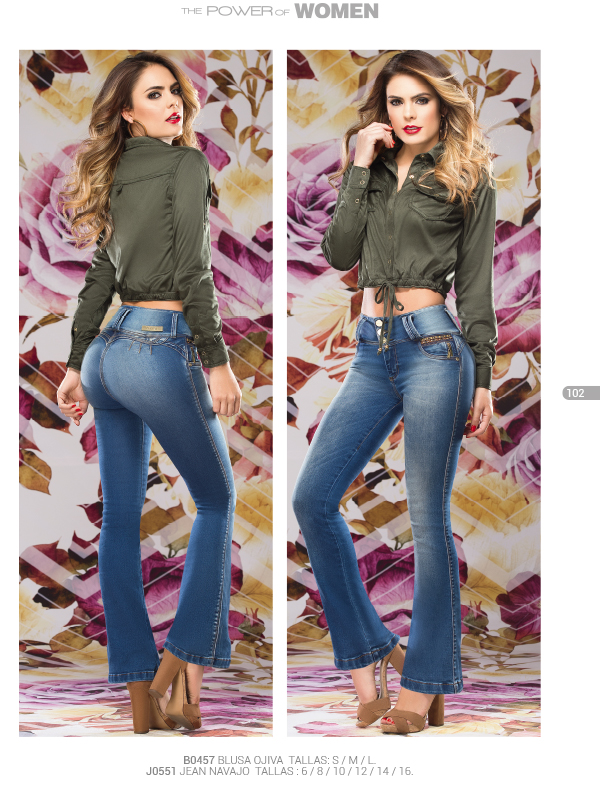 THE POWER OF WOMEN
102
B0457 BLUSA OJIVA TALLAS: S / M / L.
J0551 JEAN NAVAJO TALLAS : 6 / 8 / 10 / 12 / 14 / 16.